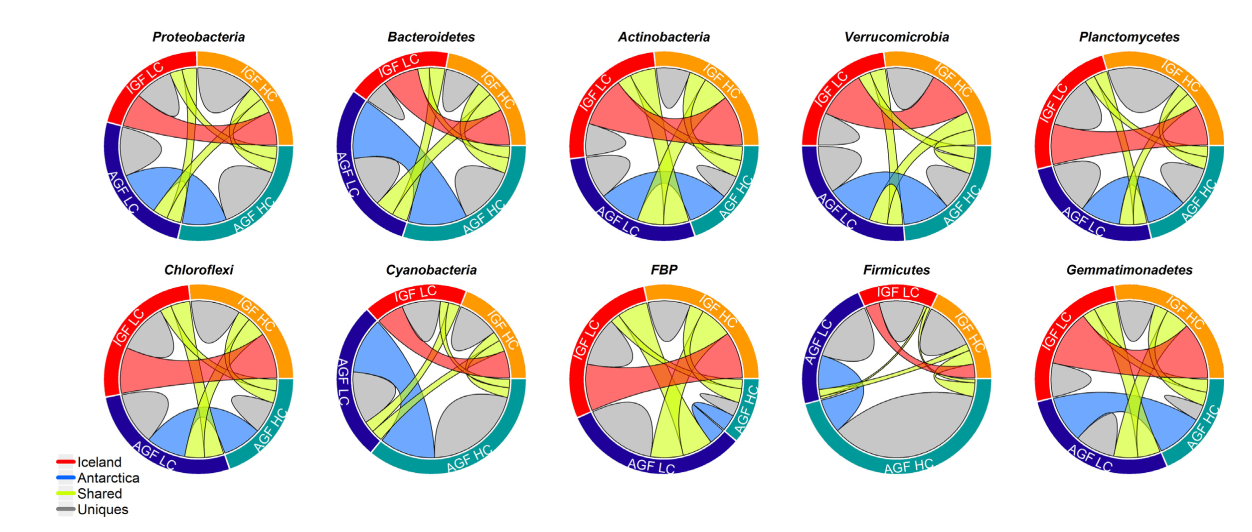 Proteobacteria
IGF LC
IGF HC
AGF LC
AGF HC
Bacteroidetes
IGF LC
IGF HC
AGF LC
AGF HC
Actinobacteria
IGF LC
IGF HC
AGF LC
AGF HC
Verrucomicrobia
IGF LC
IGF HC
AGF LC
AGF HC
Planctomycetes
IGF LC
IGF HC
AGF LC
AGF HC
Chloroflexi
IGF LC
IGF HC
AGF LC
AGF HC
Cyanobacteria
IGF LC
IGF HC
AGF LC
AGF HC
FBP
IGF LC
IGF HC
AGF LC
AGF HC
Firmicutes
IGF LC
IGF HC
AGF LC
AGF HC
Gemmatimonadetes
IGF LC
IGF HC
AGF LC
AGF HC
Iceland
Antarctica
Shared
Uniques